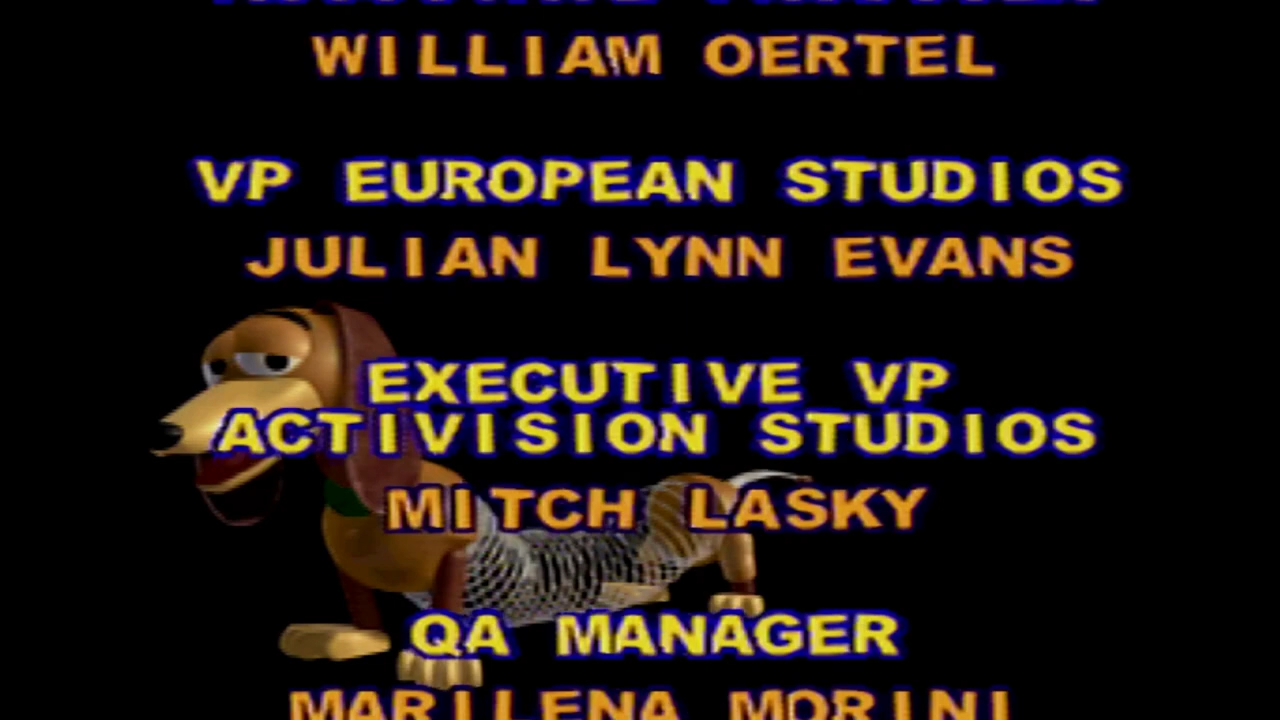 WILLIAM OERTEL
VP EUROPEAN STUDIOS
JULIAN LYNN EVANS
EXECUTIVE VP
ACTIVISION STUDIOS
MITCH LASKY
QA MANAGER
MARILENA MORINI